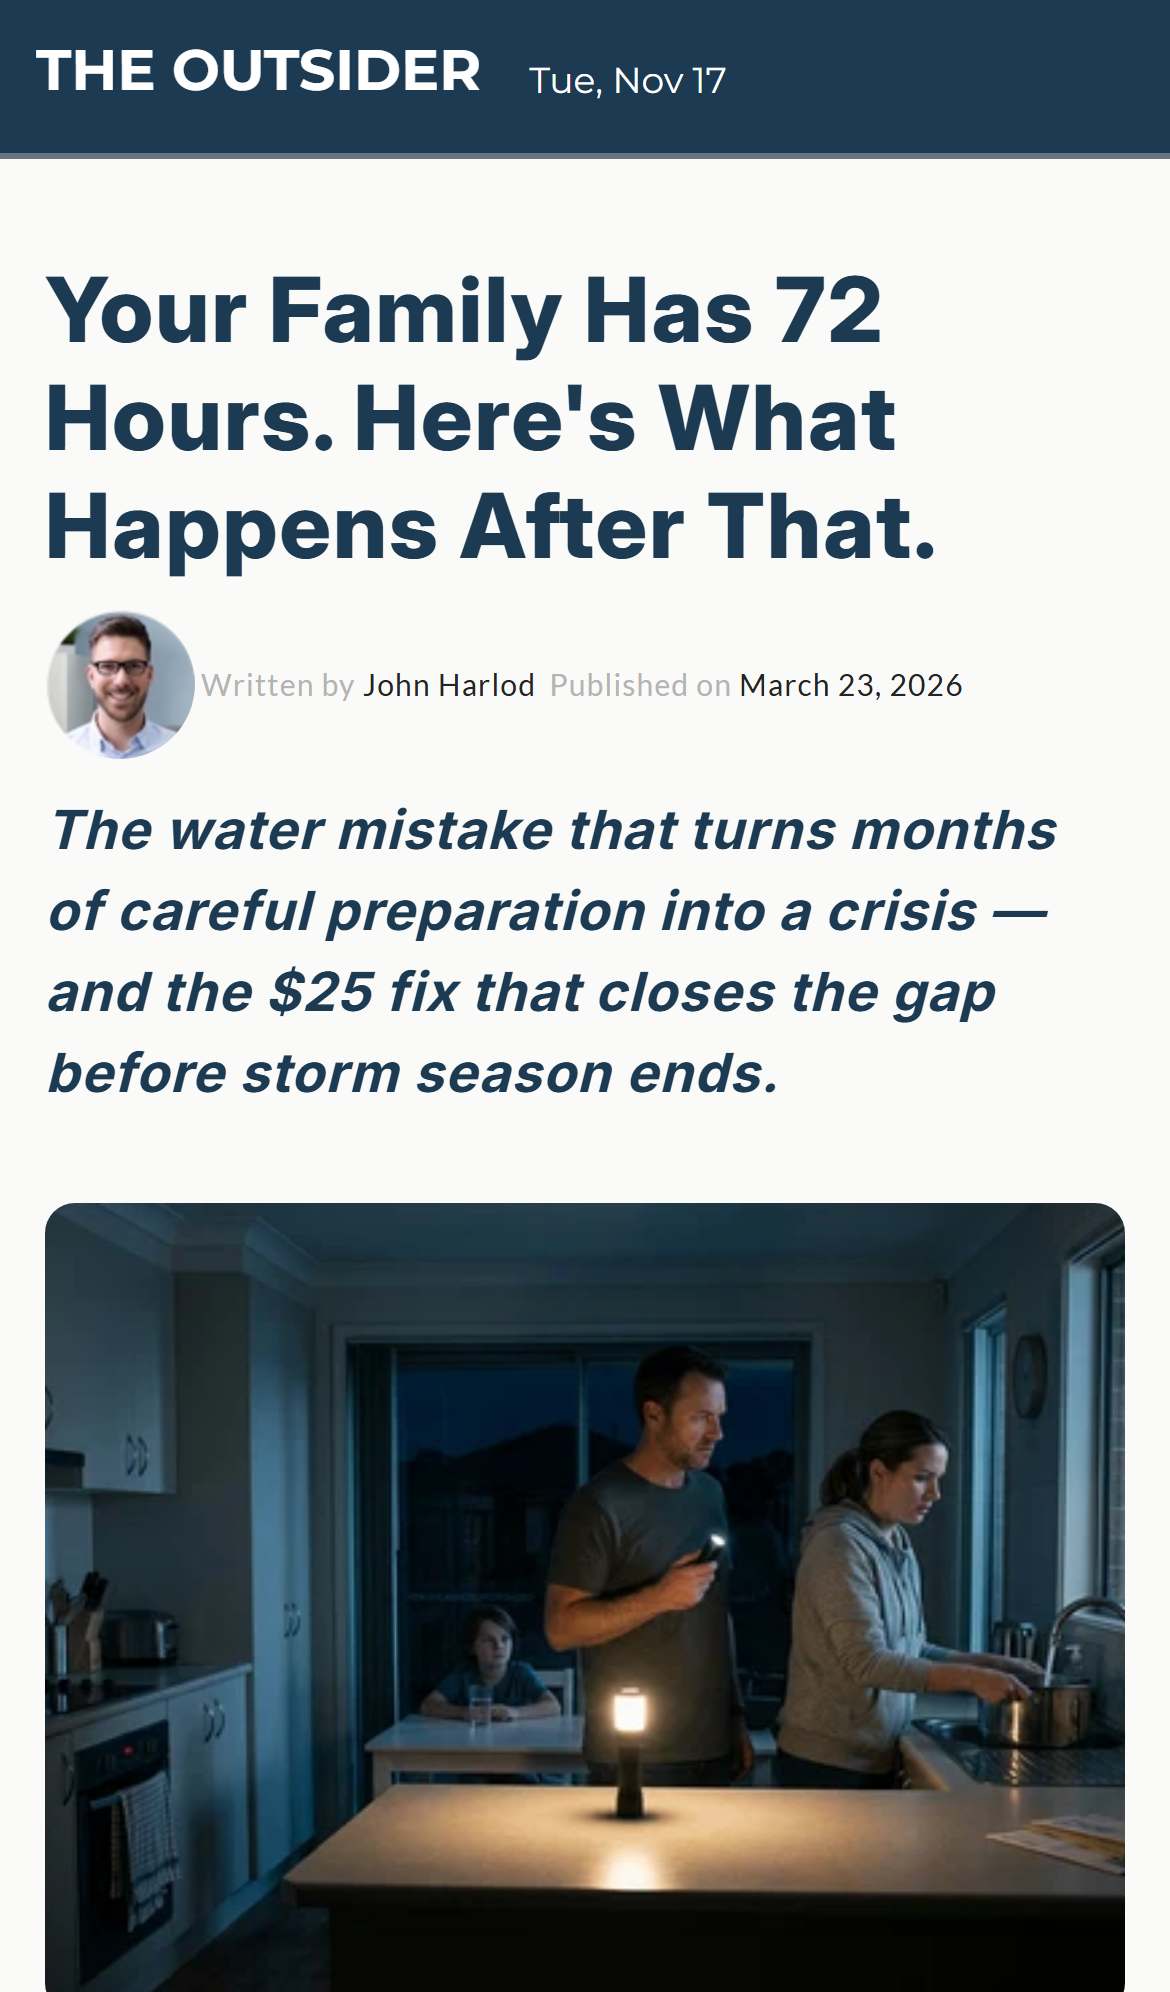 THE OUTSIDER
Tue, Nov 17
Your Family Has 72
Hours. Here's What
Happens After That.
Written by John Harlod Published on March 23, 2026
The water mistake that turns months
of careful preparation into a crisis —
and the $25 fix that closes the gap
before storm season ends.